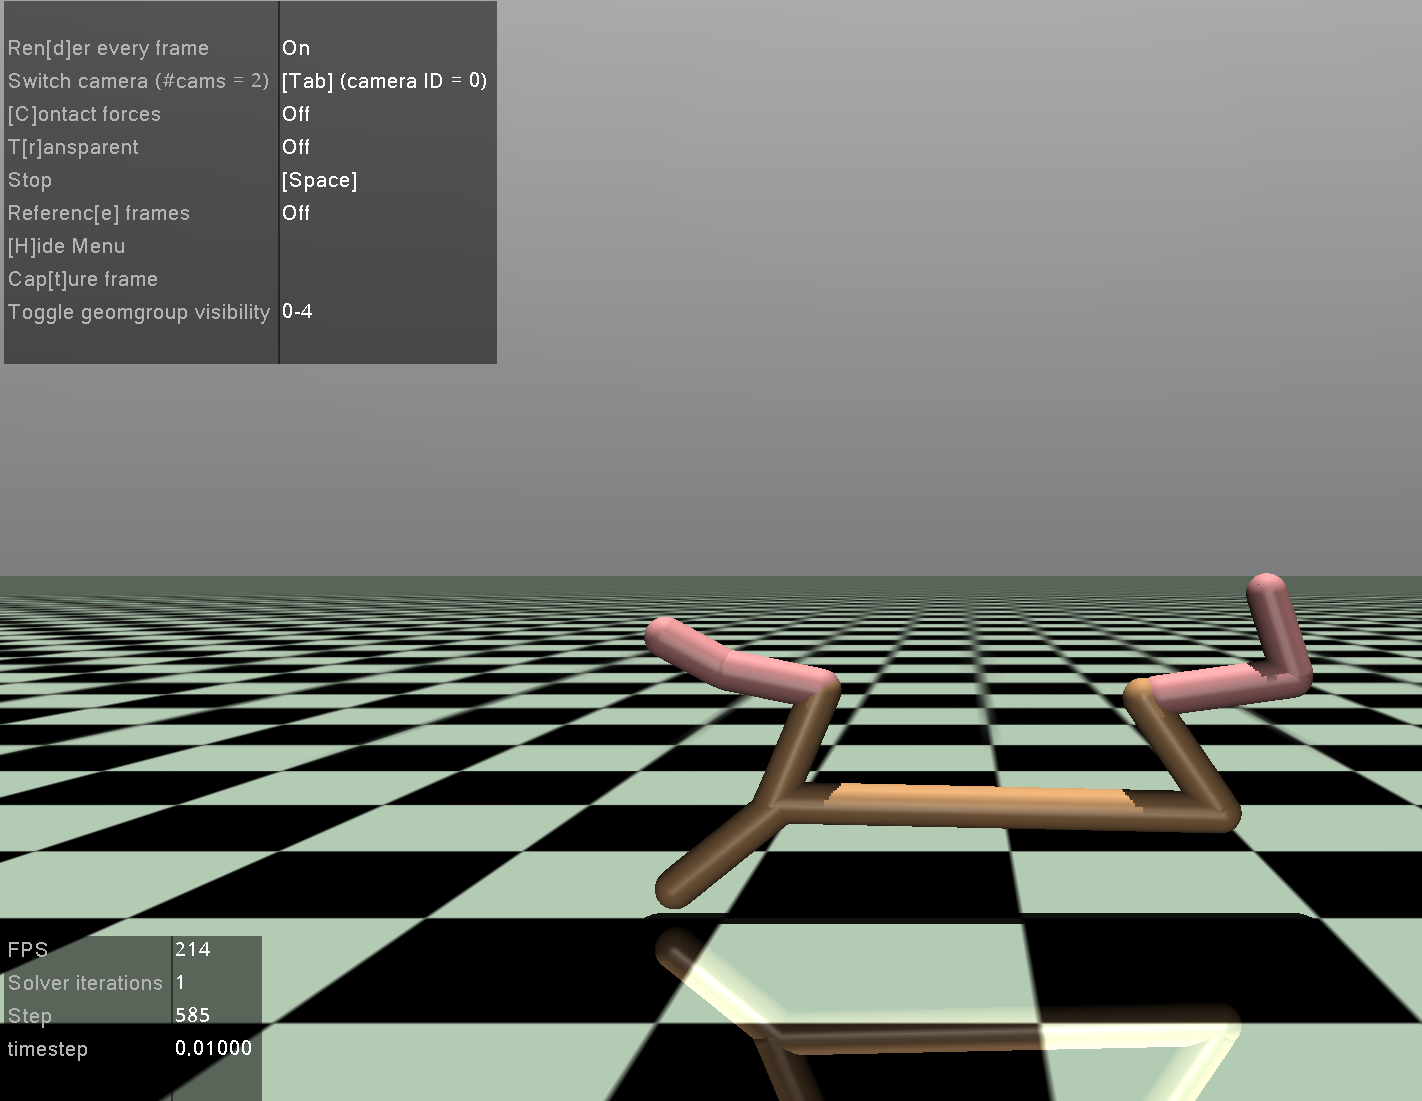 Ren[d]er every frame On
Switch camera (#cams = 2) [Tab] (camera ID = 0)
[C]ontact forces Off
T[r]ansparent Off
Stop [Space]
Referenc[e] frames Off
[H]ide Menu
Cap[t]ure frame
Toggle geomgroup visibility 0-4
FPS 214
Solver iterations 1
Step 585
timestep 0.01000